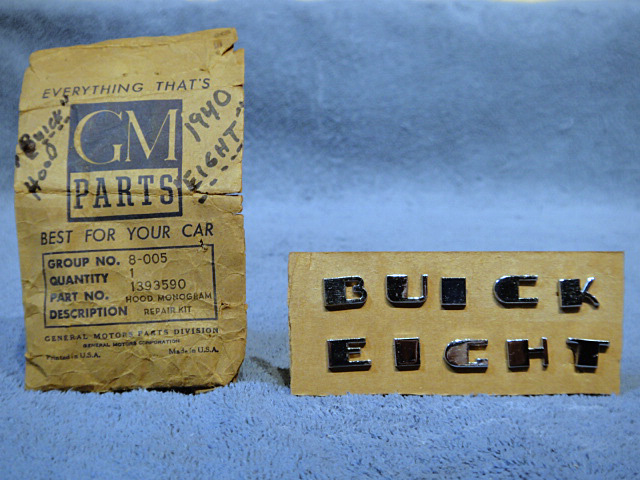 EVERYTHING THAT'S
GM
PARTS
BEST FOR YOUR CAR
"Buick"
Hood
1940
"EIGHT"
GROUP NO. 8-005
QUANTITY 1
PART NO. 1393590
DESCRIPTION HOOD MONOGRAM
REPAIR KIT
GENERAL MOTORS PARTS DIVISION
GENERAL MOTORS CORPORATION
Printed in U.S.A. Made in U.S.A.
BUICK
EIGHT